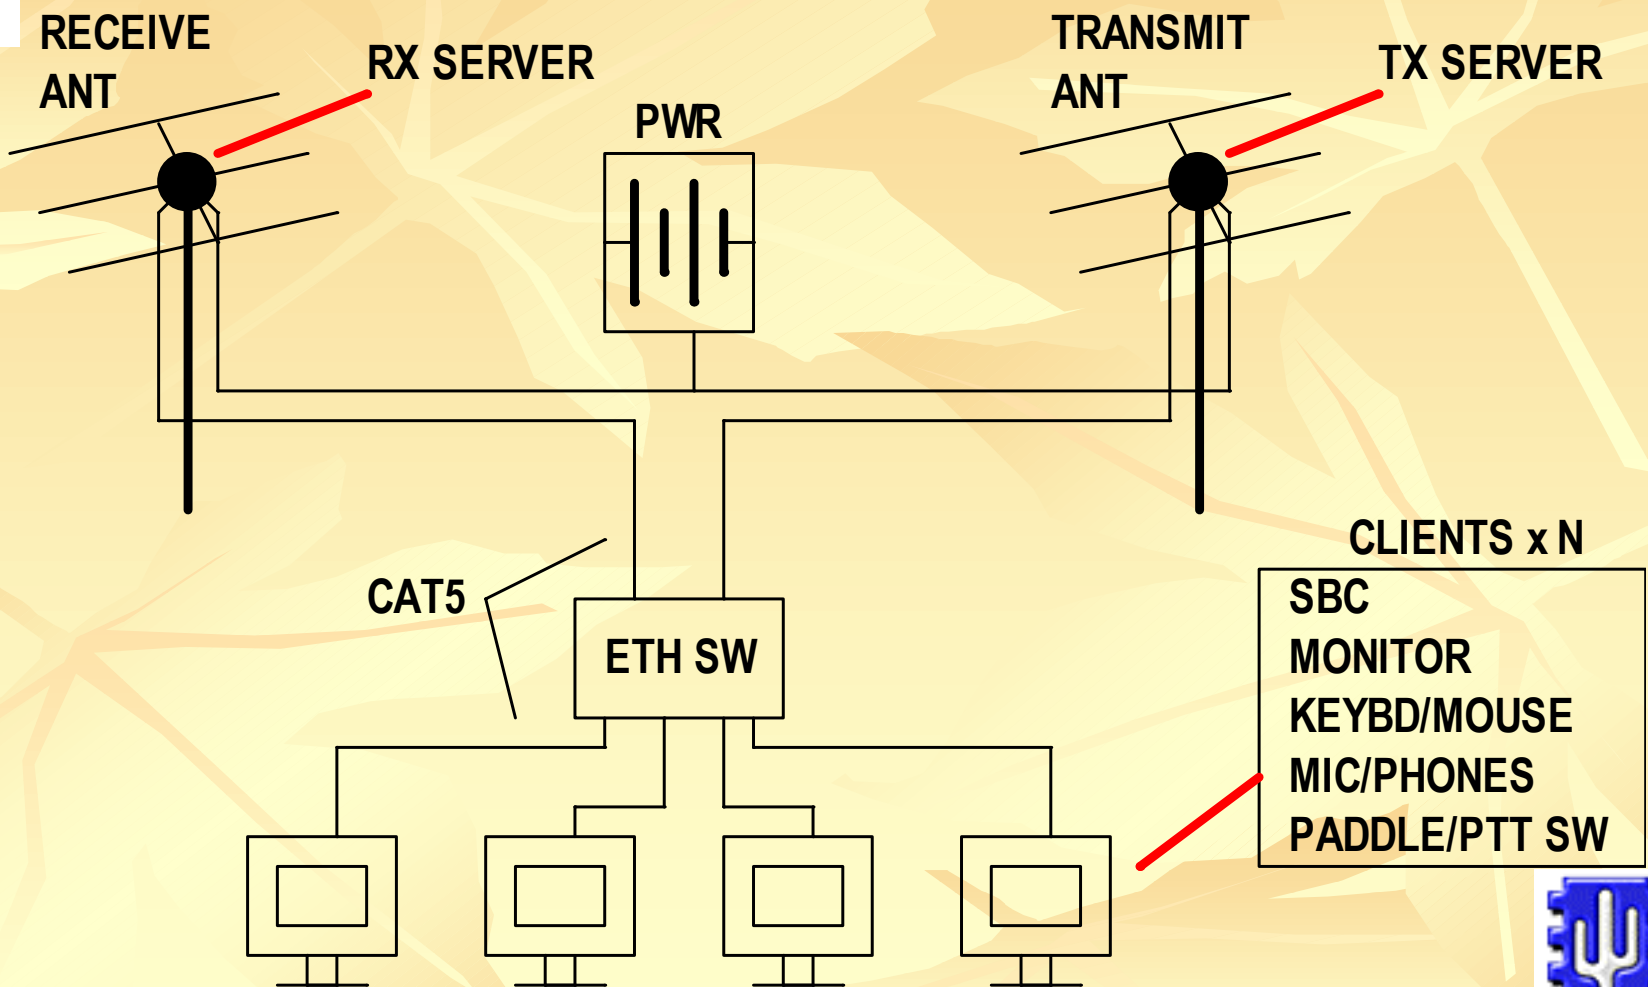 RECEIVE
ANT
RX SERVER
PWR
TRANSMIT
ANT
TX SERVER
CAT5
ETH SW
CLIENTS x N
SBC
MONITOR
KEYBD/MOUSE
MIC/PHONES
PADDLE/PTT SW